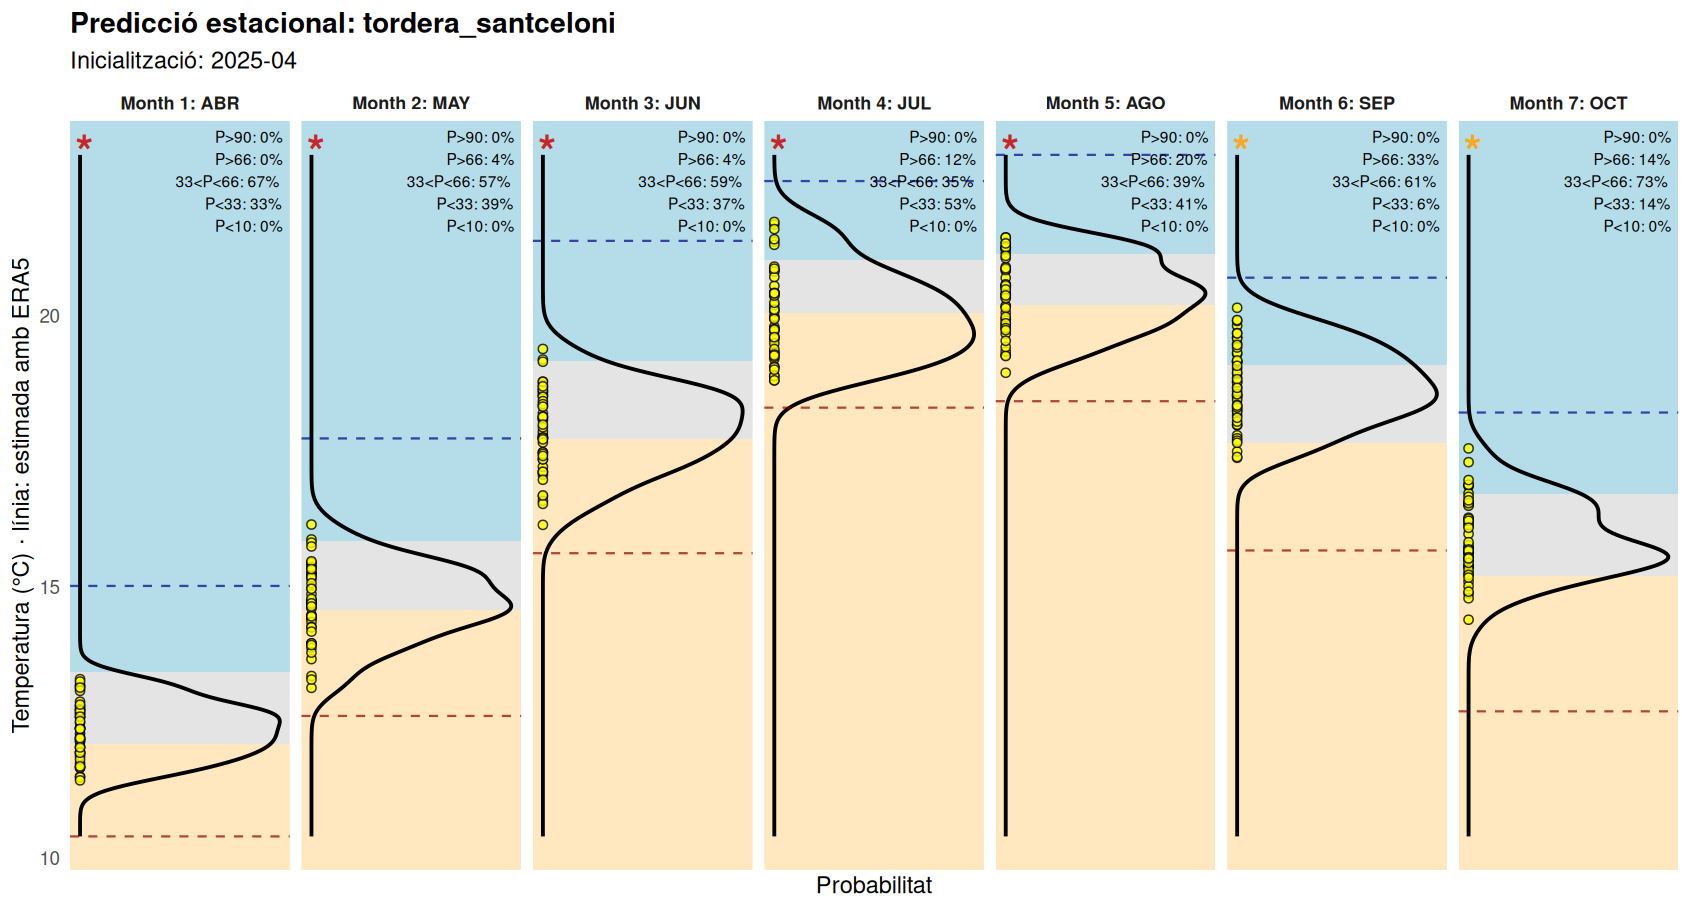 Predicció estacional: tordera_santceloni
Inicialització: 2025-04
Month 1: ABR
Month 2: MAY
Month 3: JUN
Month 4: JUL
Month 5: AGO
Month 6: SEP
Month 7: OCT
*
P>90: 0%
P>66: 0%
33<P<66: 67%
P<33: 33%
P<10: 0%
*
P>90: 0%
P>66: 4%
33<P<66: 57%
P<33: 39%
P<10: 0%
*
P>90: 0%
P>66: 4%
33<P<66: 59%
P<33: 37%
P<10: 0%
*
P>90: 0%
P>66: 12%
33<P<66: 35%
P<33: 53%
P<10: 0%
*
P>90: 0%
P>66: 20%
33<P<66: 39%
P<33: 41%
P<10: 0%
*
P>90: 0%
P>66: 33%
33<P<66: 61%
P<33: 6%
P<10: 0%
*
P>90: 0%
P>66: 14%
33<P<66: 73%
P<33: 14%
P<10: 0%
Temperatura (°C) · línia: estimada amb ERA5
20
15
10
Probabilitat